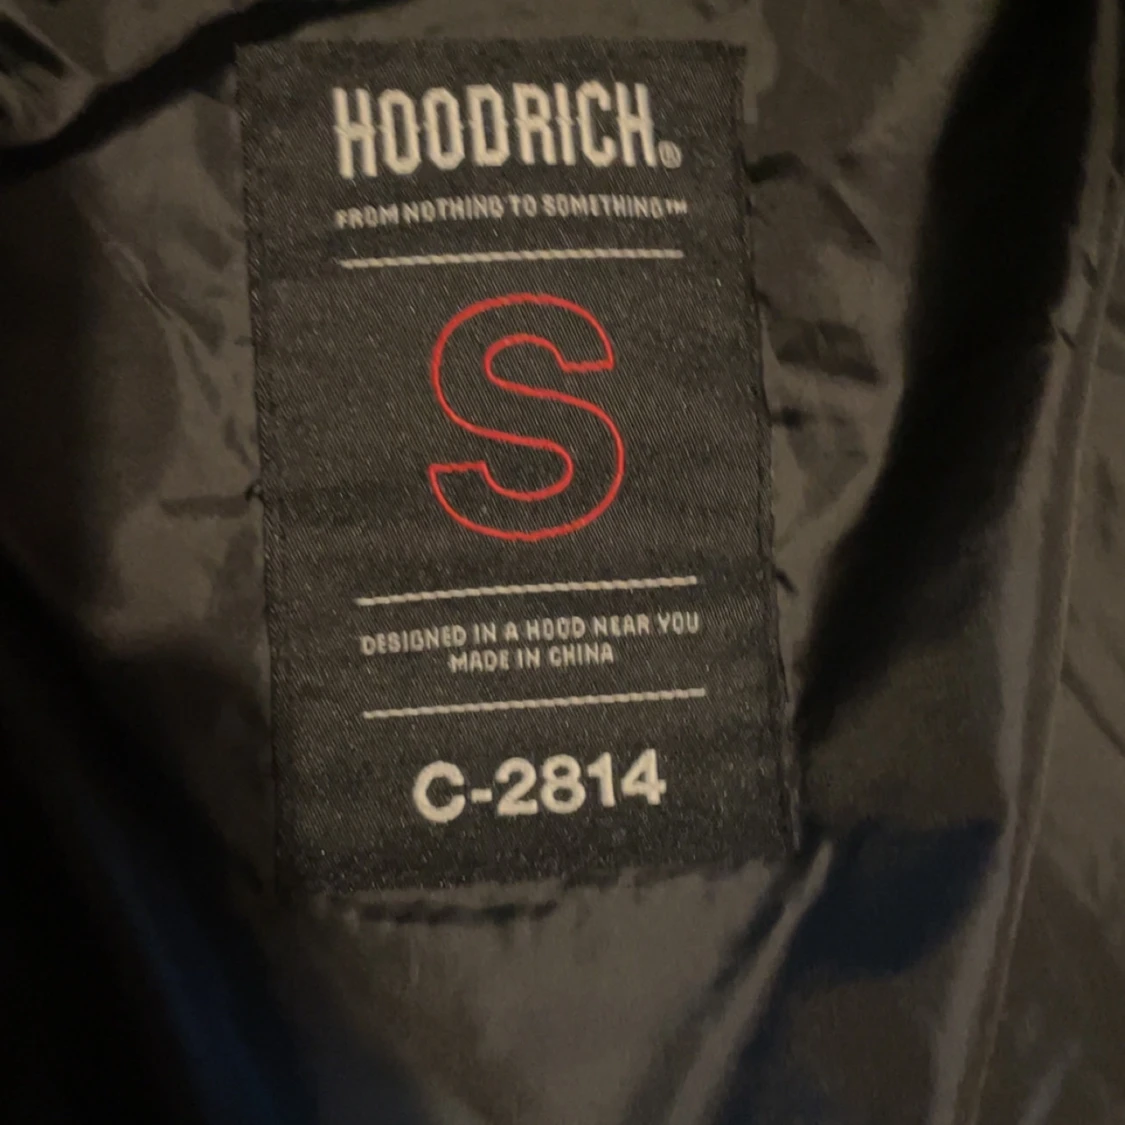 HOODRICH®
FROM NOTHING TO SOMETHING™
S
DESIGNED IN A HOOD NEAR YOU
MADE IN CHINA
C-2814